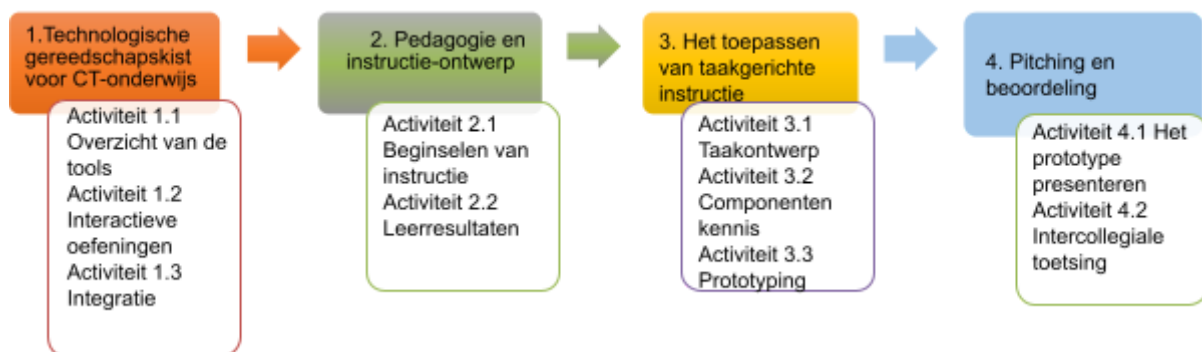 1.Technologische
gereedschapskist
voor CT-onderwijs
Activiteit 1.1
Overzicht van de
tools
Activiteit 1.2
Interactieve
oefeningen
Activiteit 1.3
Integratie
2. Pedagogie en
instructie-ontwerp
Activiteit 2.1
Beginselen van
instructie
Activiteit 2.2
Leerresultaten
3. Het toepassen
van taakgerichte
instructie
Activiteit 3.1
Taakontwerp
Activiteit 3.2
Componenten
kennis
Activiteit 3.3
Prototyping
4. Pitching en
beoordeling
Activiteit 4.1 Het
prototype
presenteren
Activiteit 4.2
Intercollegiale
toetsing